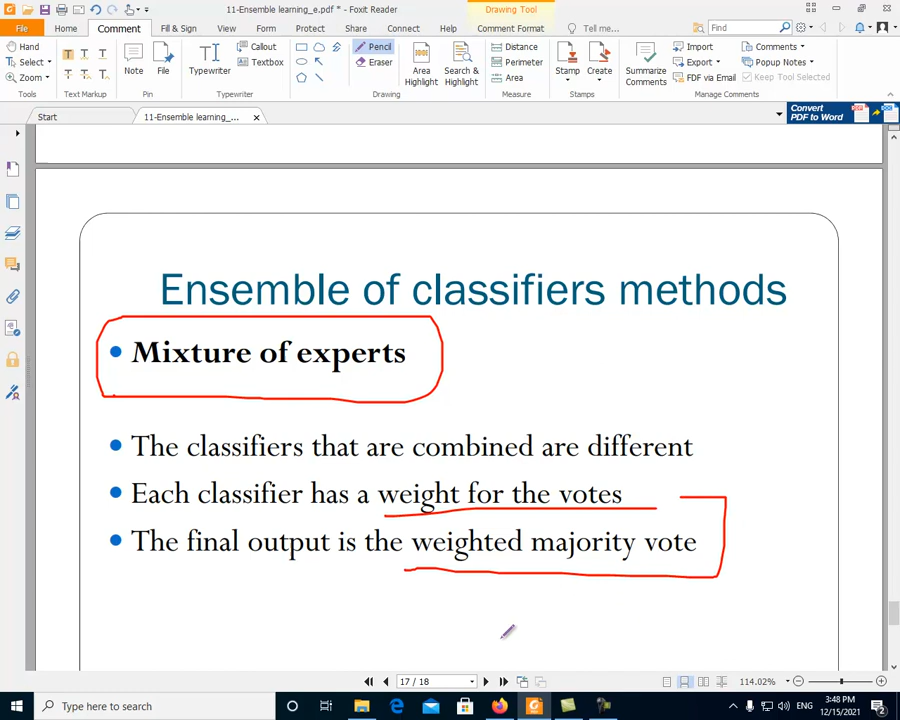 11-Ensemble learning_e.pdf * - Foxit Reader
Drawing Tool
File Home Comment Fill & Sign View Form Protect Share Connect Help Comment Format Tell me... Find
Hand
Select
Zoom
Tools
T T T
T T T
Text Markup
Note
File
Pin
Typewriter
Callout
Textbox
Typewriter
Pencil
Eraser
Drawing
Area Highlight
Search & Highlight
Distance
Perimeter
Area
Measure
Stamp
Create
Stamps
Summarize Comments
Import
Export
FDF via Email
Comments
Popup Notes
Keep Tool Selected
Manage Comments
Start
11-Ensemble learning_...
Convert
PDF to Word
Ensemble of classifiers methods
• Mixture of experts
• The classifiers that are combined are different
• Each classifier has a weight for the votes
• The final output is the weighted majority vote
17 / 18
114.02%
Type here to search
ENG
3:48 PM
12/15/2021
2